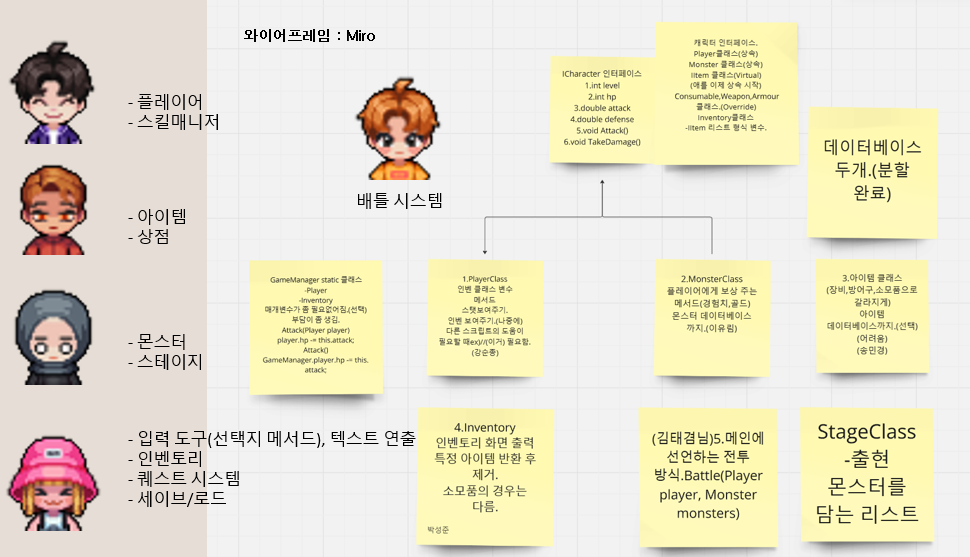 와이어프레임 : Miro
- 플레이어
- 스킬매니저
- 아이템
- 상점
- 몬스터
- 스테이지
- 입력 도구(선택지 메서드), 텍스트 연출
- 인벤토리
- 퀘스트 시스템
- 세이브/로드
배틀 시스템
ICharacter 인터페이스
1.int level
2.int hp
3.double attack
4.double defense
5.void Attack()
6.void TakeDamage()
캐릭터 인터페이스.
Player클래스(상속)
Monster 클래스(상속)
IItem 클래스(Virtual)
(얘를 이제 상속 시작)
Consumable,Weapon,Armour
클래스.(Override)
Inventory클래스
-IItem 리스트 형식 변수.
데이터베이스
두개.(분할
완료)
GameManager static 클래스
-Player
-Inventory
매개변수가 좀 필요없어짐.(선택)
부담이 좀 생김.
Attack(Player player)
player.hp -= this.attack;
Attack()
GameManager.player.hp -= this.
attack;
1.PlayerClass
인벤 클래스 변수
메서드
스탯보여주기.
인벤 보여주기.(나중에)
다른 스크립트의 도움이
필요할 때ex)//(이거) 필요함.
(강순종)
2.MonsterClass
플레이어에게 보상 주는
메서드(경험치,골드)
몬스터 데이터베이스
까지.(이유림)
3.아이템 클래스
(장비,방어구,소모품으로
갈라지게)
아이템
데이터베이스까지.(선택)
(어려움)
(송민경)
4.Inventory
인벤토리 화면 출력
특정 아이템 반환 후
제거.
소모품의 경우는
다름.
박성준
(김태겸님)5.메인에
선언하는 전투
방식.Battle(Player
player, Monster
monsters)
StageClass
-출현
몬스터를
담는 리스트